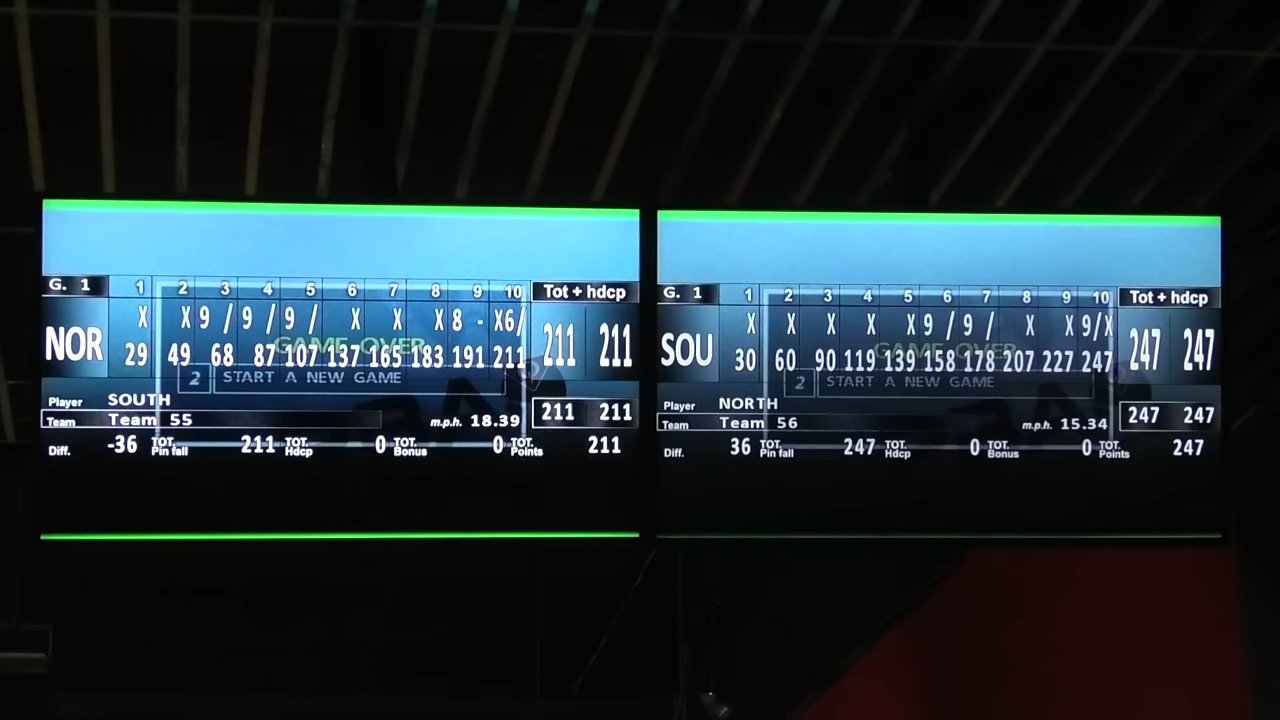 G. 1 1 2 3 4 5 6 7 8 9 10 Tot + hdcp
NOR X X 9 / 9 / 9 / X X X 8 - X6/ 211 211
29 49 68 87 107 137 165 183 191 211
GAME OVER
2 START A NEW GAME
Player SOUTH
Team Team 55 m.p.h. 18.39 211 211
Diff. -36 TOT. Pin fall 211 TOT. Hdcp 0 TOT. Bonus 0 TOT. Points 211
G. 1 1 2 3 4 5 6 7 8 9 10 Tot + hdcp
SOU X X X X X 9 / 9 / X X 9/X 247 247
30 60 90 119 139 158 178 207 227 247
GAME OVER
2 START A NEW GAME
Player NORTH
Team Team 56 m.p.h. 15.34 247 247
Diff. 36 TOT. Pin fall 247 TOT. Hdcp 0 TOT. Bonus 0 TOT. Points 247